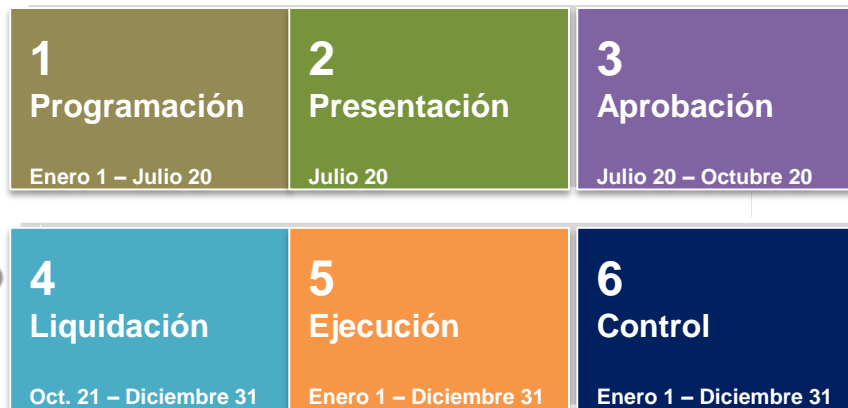 1
Programación
Enero 1 – Julio 20
2
Presentación
Julio 20
3
Aprobación
Julio 20 – Octubre 20
4
Liquidación
Oct. 21 – Diciembre 31
5
Ejecución
Enero 1 – Diciembre 31
6
Control
Enero 1 – Diciembre 31